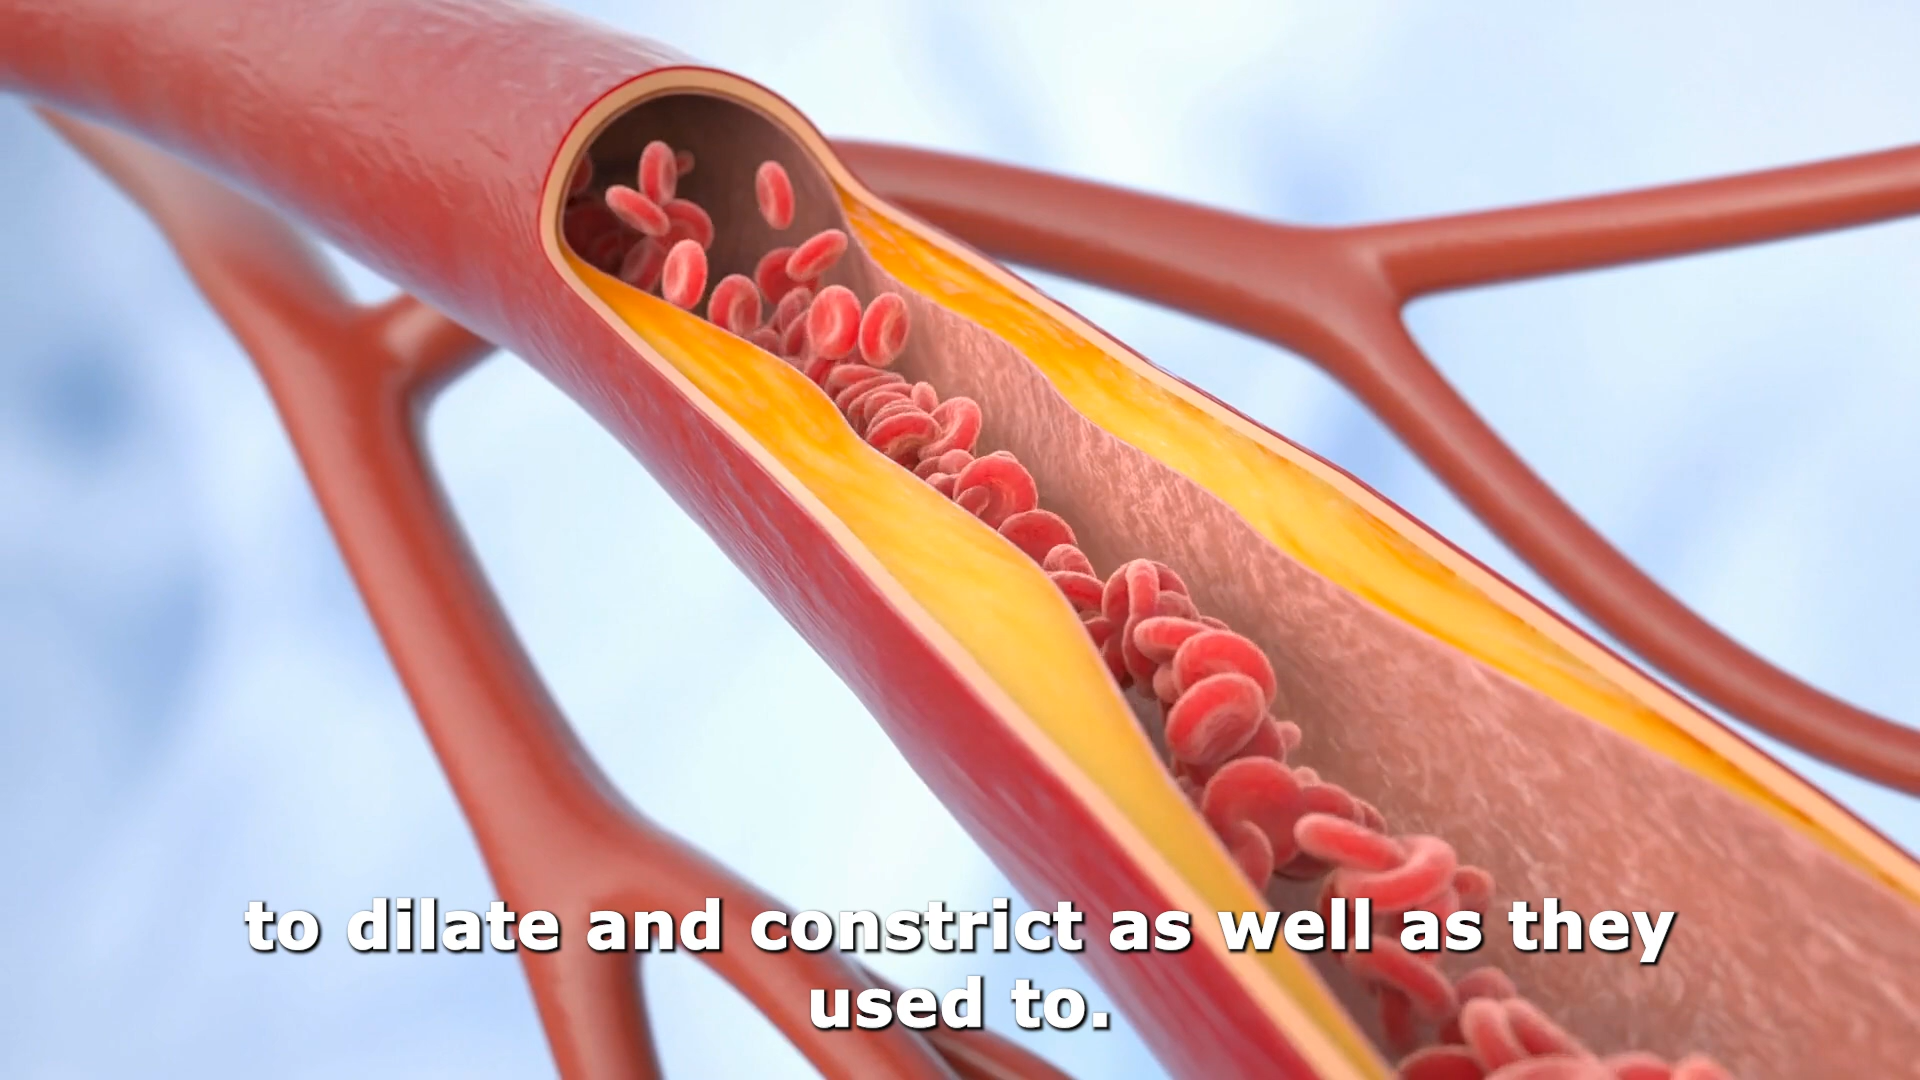 to dilate and constrict as well as they
used to.